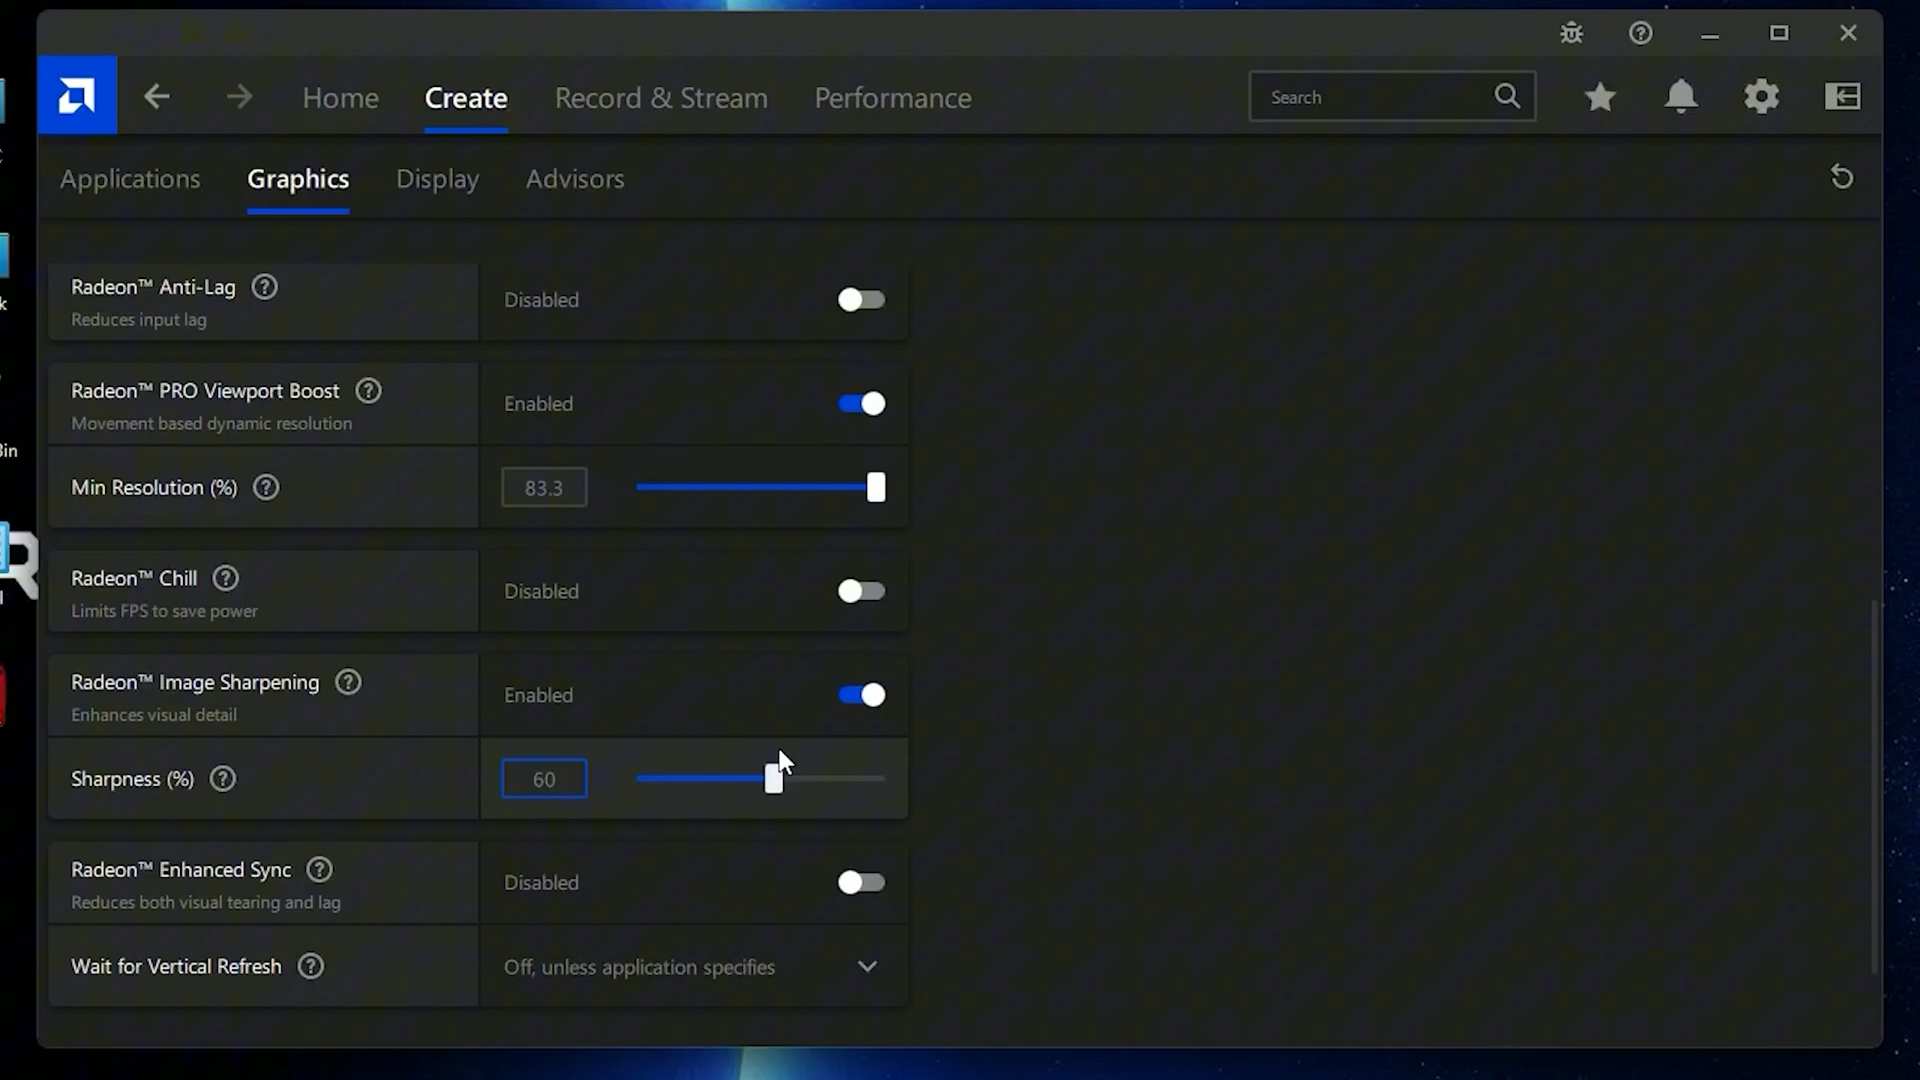 Home
Create
Record & Stream
Performance
Search
Applications
Graphics
Display
Advisors
Radeon™ Anti-Lag
Reduces input lag
Disabled
Radeon™ PRO Viewport Boost
Movement based dynamic resolution
Enabled
Min Resolution (%)
83.3
Radeon™ Chill
Limits FPS to save power
Disabled
Radeon™ Image Sharpening
Enhances visual detail
Enabled
Sharpness (%)
60
Radeon™ Enhanced Sync
Reduces both visual tearing and lag
Disabled
Wait for Vertical Refresh
Off, unless application specifies